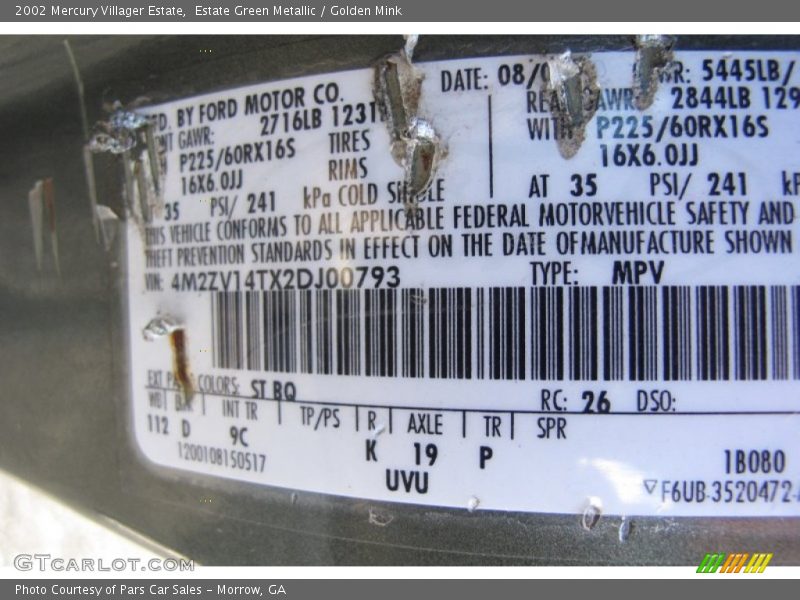 2002 Mercury Villager Estate, Estate Green Metallic / Golden Mink
BY FORD MOTOR CO. DATE: 08/ 5445LB/
GAWR: 2716LB 2844LB
P225/60RX16S TIRES WITH P225/60RX16S
16X6.0JJ RIMS 16X6.0JJ
35 PSI/ 241 kPa COLD AT 35 PSI/ 241
THIS VEHICLE CONFORMS TO ALL APPLICABLE FEDERAL MOTORVEHICLE SAFETY AND
THEFT PREVENTION STANDARDS IN EFFECT ON THE DATE OFMANUFACTURE SHOWN
VIN: 4M2ZV14TX2DJ00793 TYPE: MPV
EXT COLORS: ST BQ RC: 26 DSO:
WB INT TR TP/PS R AXLE TR SPR
112 D 9C K 19 P 1B080
1200108150517 UVU F6UB-3520472-
GTCARLOT.COM
Photo Courtesy of Pars Car Sales - Morrow, GA